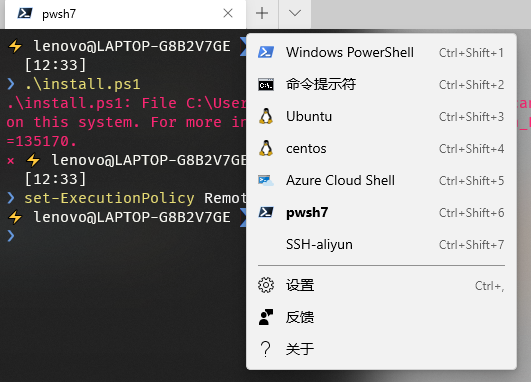 pwsh7
lenovo@LAPTOP-G8B2V7GE
[12:33]
❯ .\install.ps1
.\install.ps1: File C:\User
on this system. For more in
=135170.
× lenovo@LAPTOP-G8B2V7GE
[12:33]
❯ set-ExecutionPolicy Remot
lenovo@LAPTOP-G8B2V7GE
❯
Windows PowerShell Ctrl+Shift+1
命令提示符 Ctrl+Shift+2
Ubuntu Ctrl+Shift+3
centos Ctrl+Shift+4
Azure Cloud Shell Ctrl+Shift+5
pwsh7 Ctrl+Shift+6
SSH-aliyun Ctrl+Shift+7
设置 Ctrl+,
反馈
关于